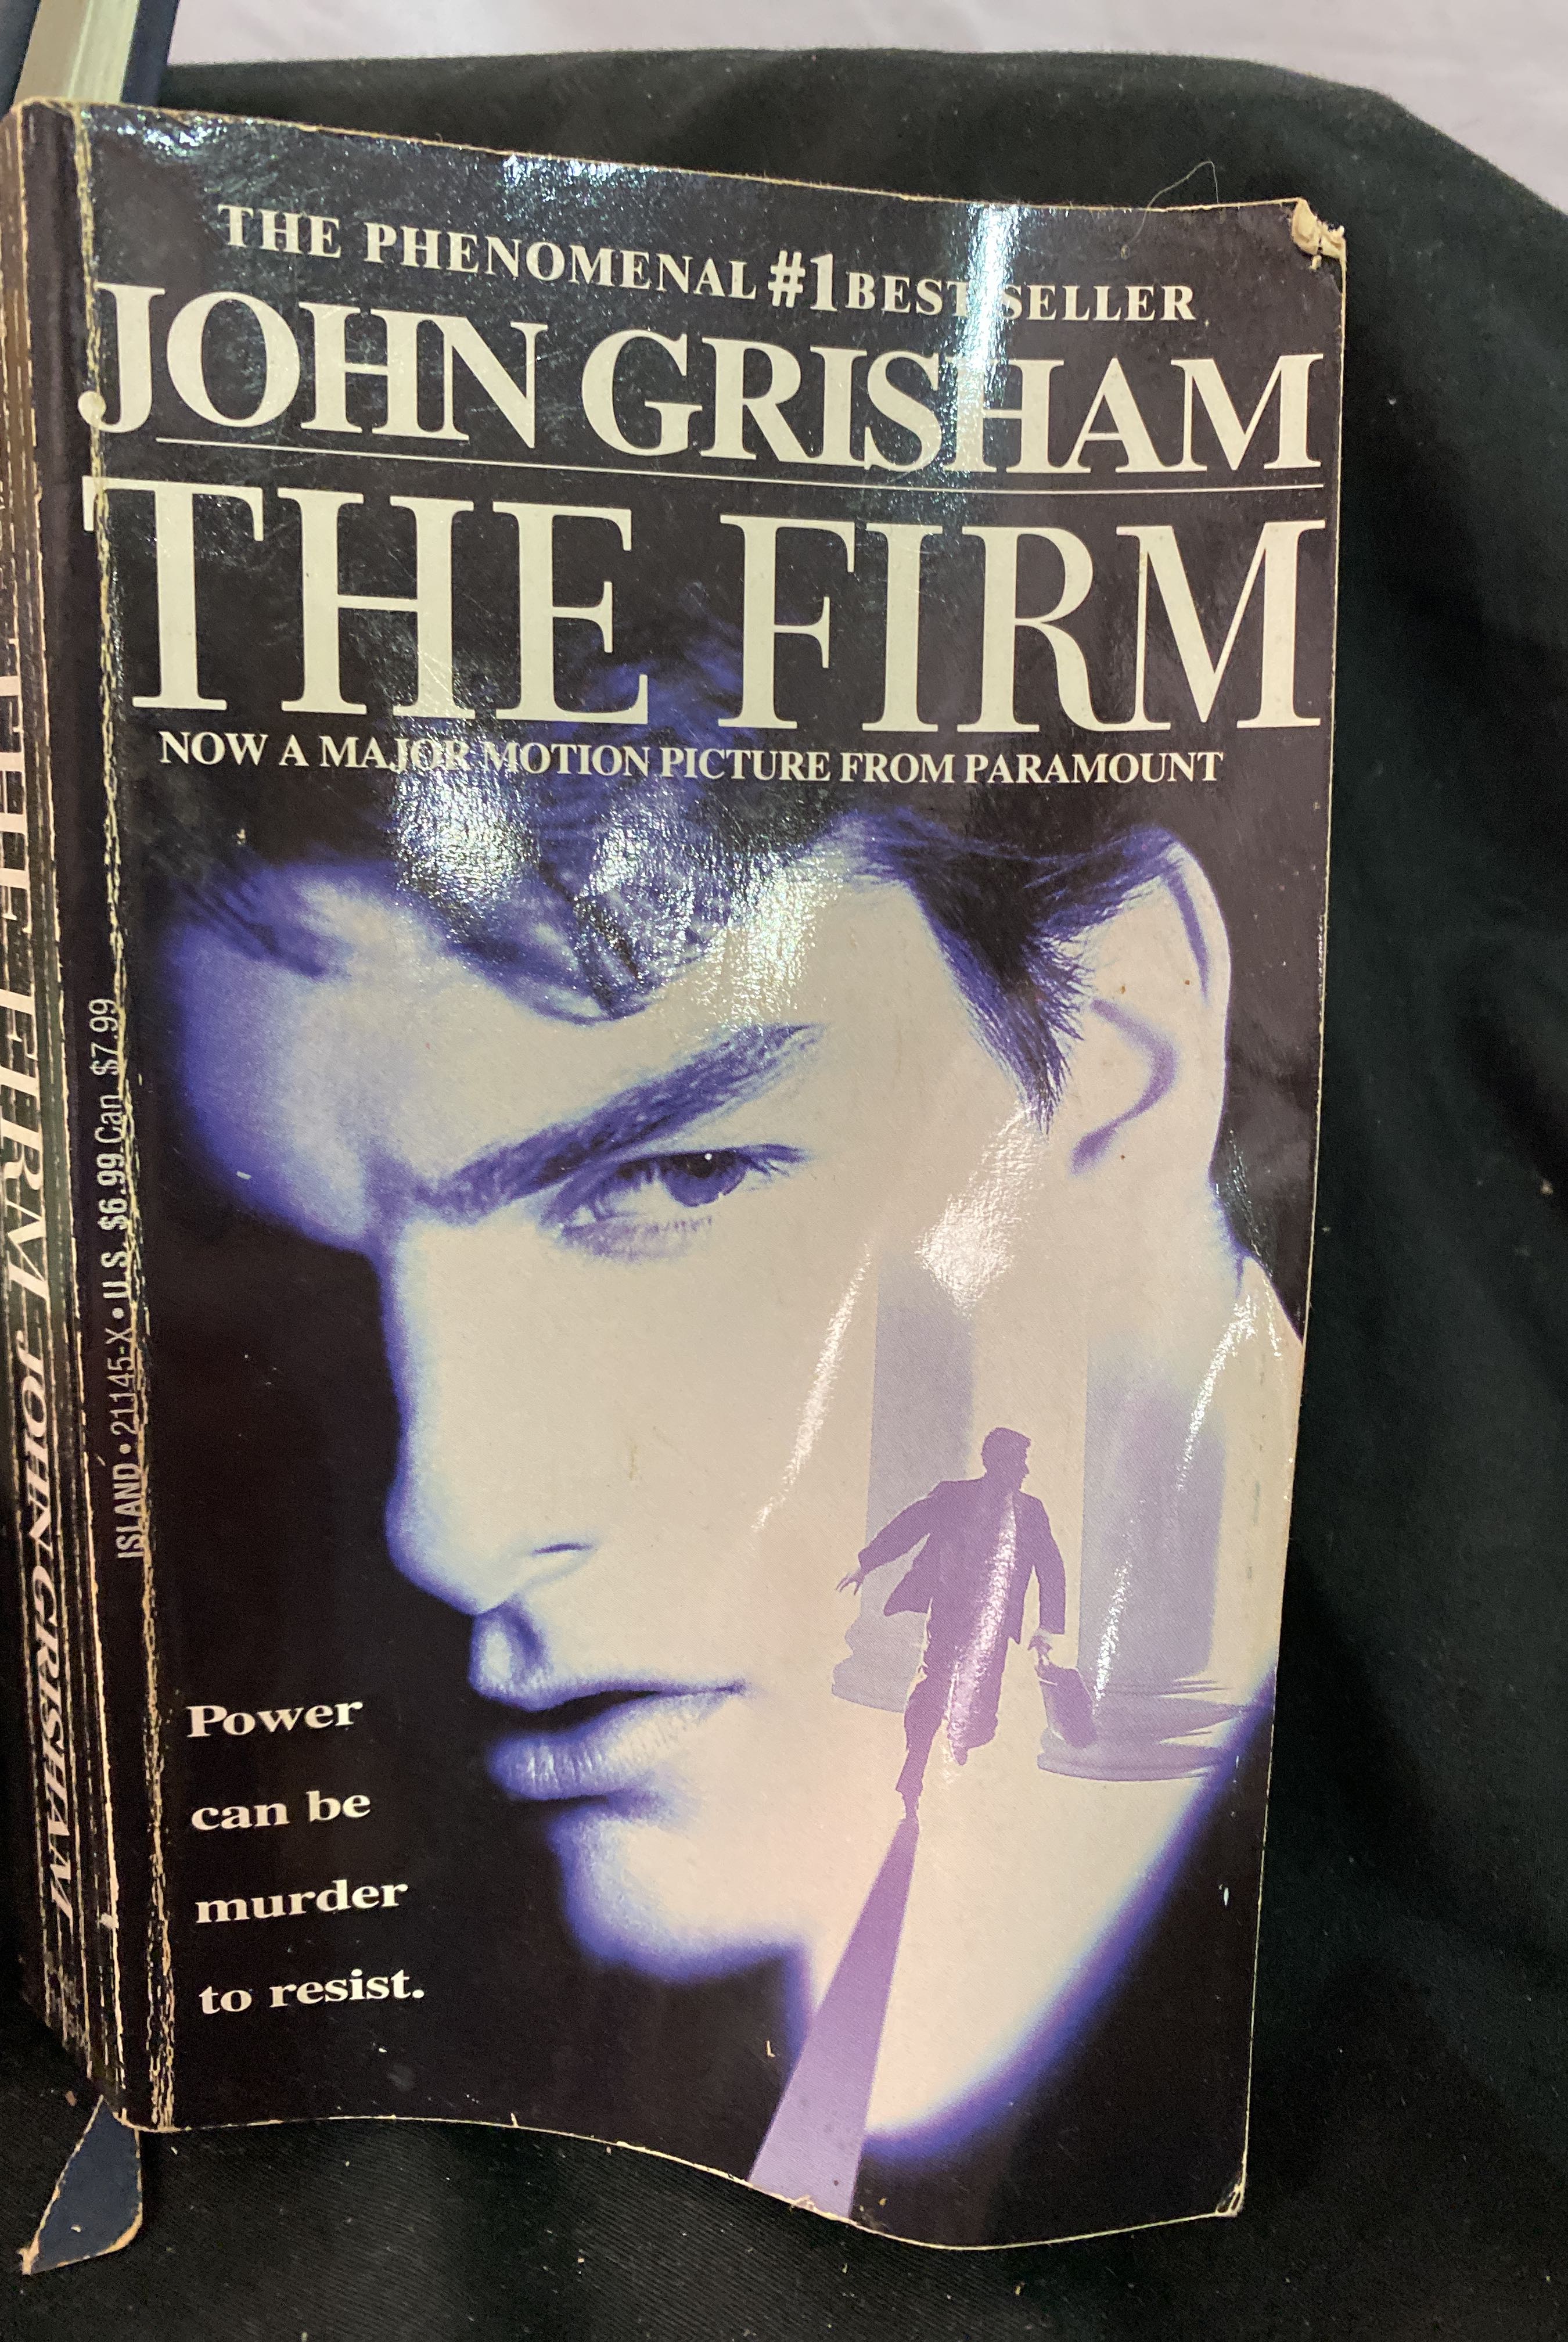 THE PHENOMENAL #1 BESTSELLER
JOHN GRISHAM
THE FIRM
NOW A MAJOR MOTION PICTURE FROM PARAMOUNT
Power
can be
murder
to resist.
ISLAND • 21145-X • U.S. $6.99 Can. $7.99
THE FIRM JOHN GRISHAM